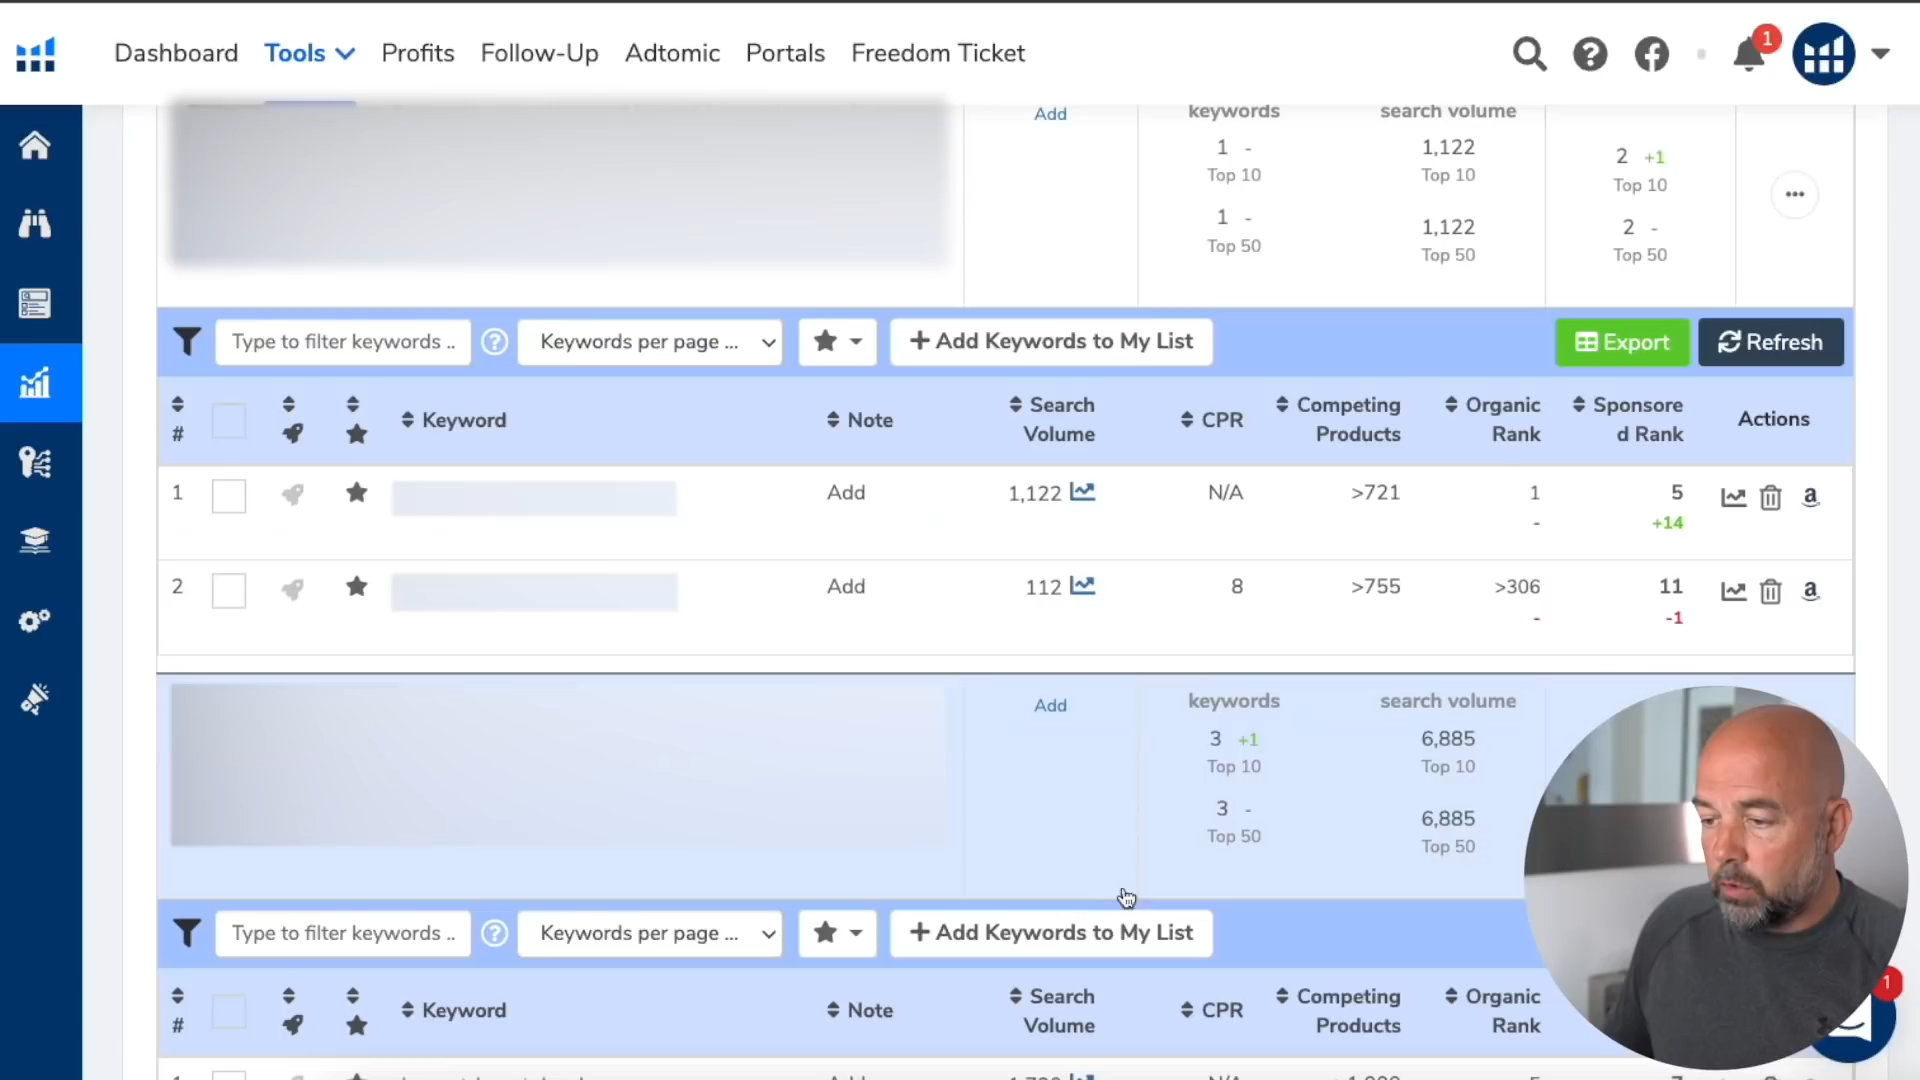 Dashboard Tools Profits Follow-Up Adtomic Portals Freedom Ticket
1
Add keywords search volume
1 - 1,122 2 +1
Top 10 Top 10 Top 10
1 - 1,122 2 -
Top 50 Top 50 Top 50
Type to filter keywords .. Keywords per page ... + Add Keywords to My List Export Refresh
# Keyword Note Search Volume CPR Competing Products Organic Rank Sponsore d Rank Actions
1 Add 1,122 N/A >721 1 5
- +14
2 Add 112 8 >755 >306 11
- -1
Add keywords search volume
3 +1 6,885
Top 10 Top 10
3 - 6,885
Top 50 Top 50
Type to filter keywords .. Keywords per page ... + Add Keywords to My List
# Keyword Note Search Volume CPR Competing Products Organic Rank
1